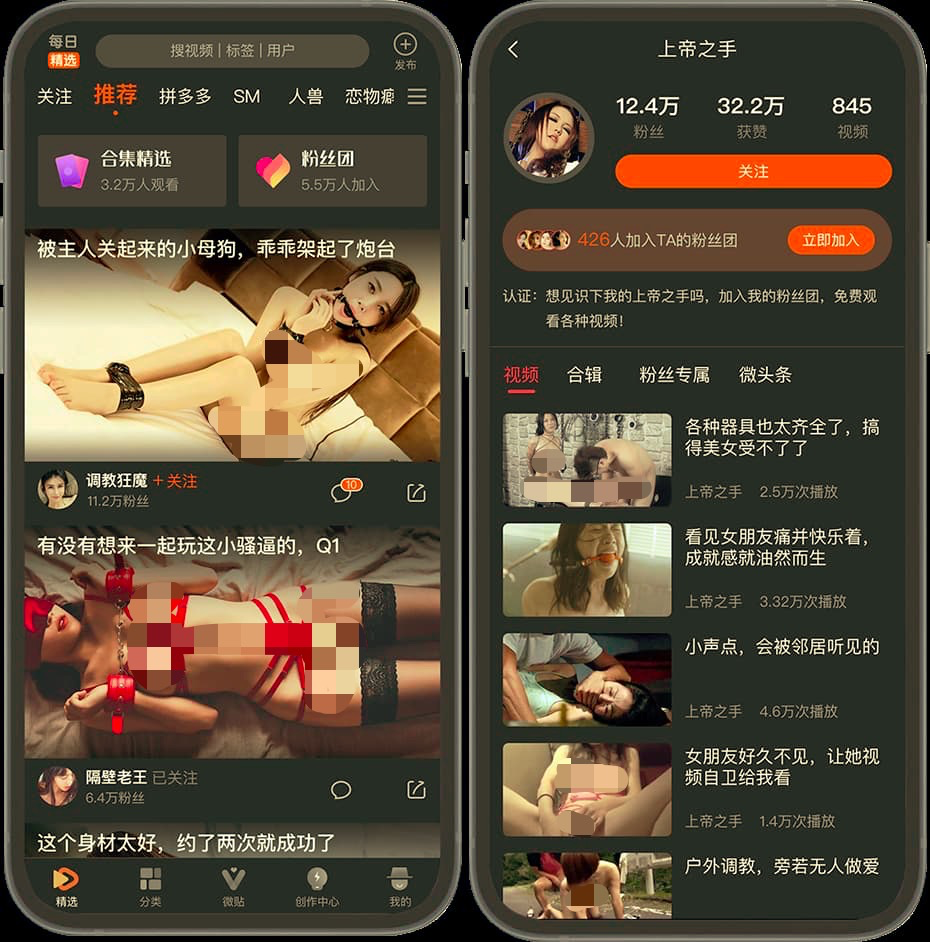 每日
精选
搜视频 | 标签 | 用户
发布
关注 推荐 拼多多 SM 人兽 恋物癖
合集精选
3.2万人观看
粉丝团
5.5万人加入
被主人关起来的小母狗，乖乖架起了炮台
调教狂魔 + 关注
11.2万粉丝
10
有没有想来一起玩这小骚逼的，Q1
隔壁老王 已关注
6.4万粉丝
这个身材太好，约了两次就成功了
精选 分类 微贴 创作中心 我的
上帝之手
12.4万 32.2万 845
粉丝 获赞 视频
关注
426人加入TA的粉丝团
立即加入
认证：想见识下我的上帝之手吗，加入我的粉丝团，免费观
看各种视频！
视频 合辑 粉丝专属 微头条
各种器具也太齐全了，搞
得美女受不了了
上帝之手 2.5万次播放
看见女朋友痛并快乐着，
成就感就油然而生
上帝之手 3.32万次播放
小声点，会被邻居听见的
上帝之手 4.6万次播放
女朋友好久不见，让她视
频自卫给我看
上帝之手 1.4万次播放
户外调教，旁若无人做爱